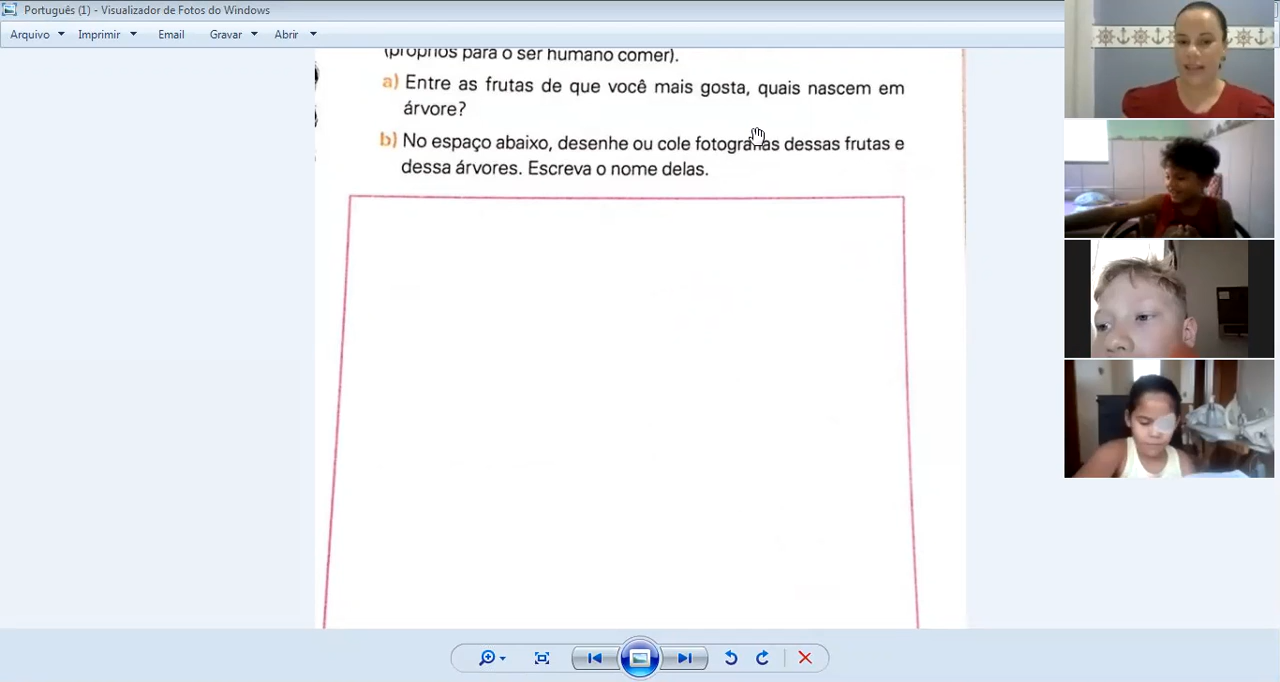 Português (1) - Visualizador de Fotos do Windows
Arquivo Imprimir Email Gravar Abrir
(próprios para o ser humano comer).
a) Entre as frutas de que você mais gosta, quais nascem em
árvore?
b) No espaço abaixo, desenhe ou cole fotografias dessas frutas e
dessa árvores. Escreva o nome delas.